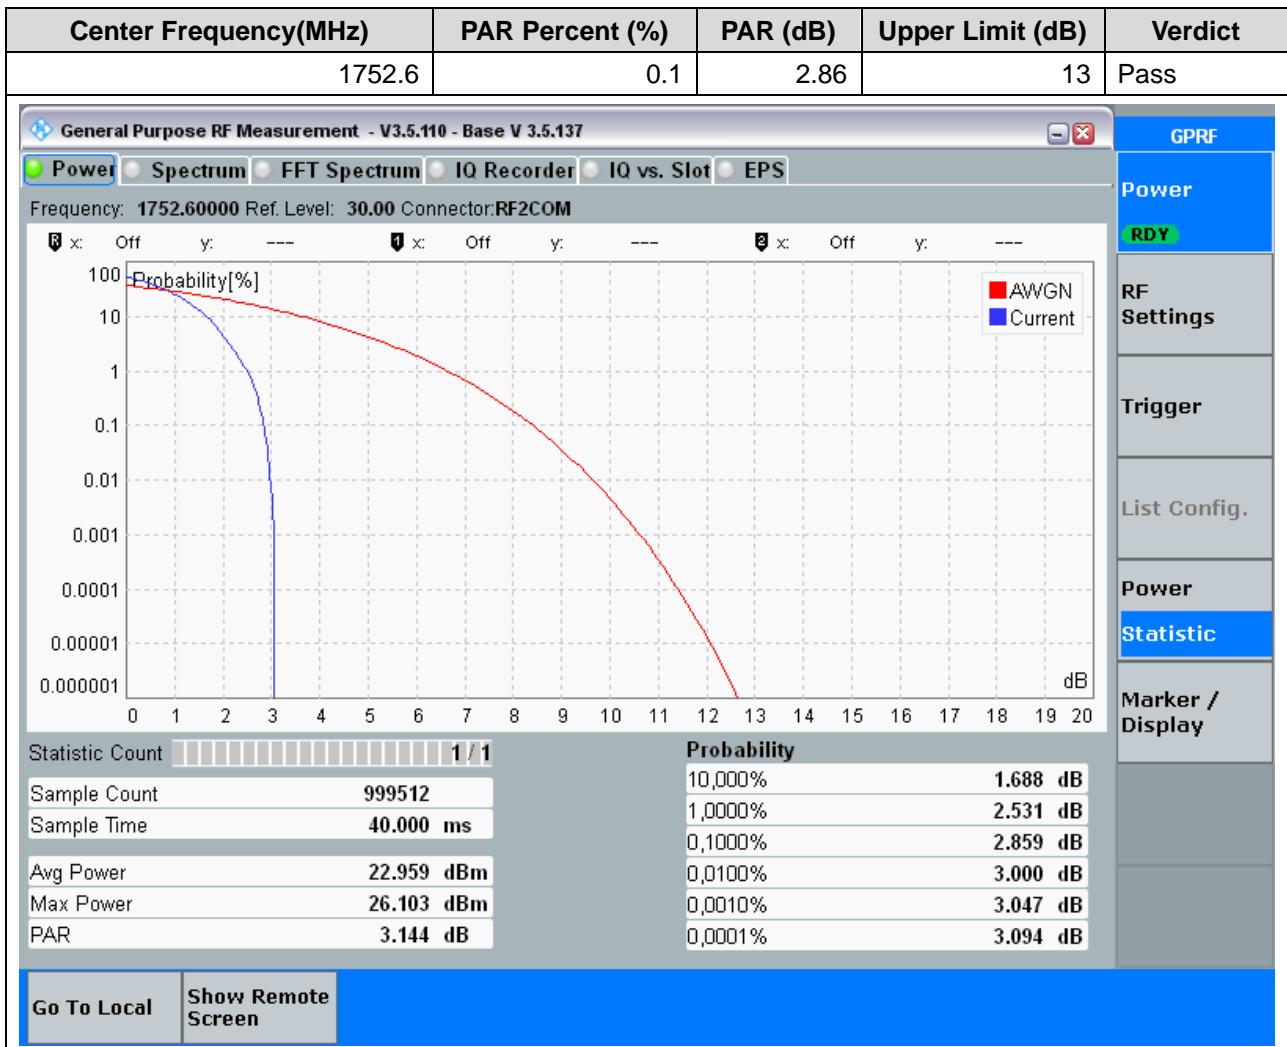 Center Frequency(MHz) PAR Percent (%) PAR (dB) Upper Limit (dB) Verdict
1752.6 0.1 2.86 13 Pass
General Purpose RF Measurement - V3.5.110 - Base V 3.5.137
GPRF
Power Spectrum FFT Spectrum IQ Recorder IQ vs. Slot EPS
Power
RDY
Frequency: 1752.60000 Ref. Level: 30.00 Connector:RF2COM
R x: Off y: --- 1 x: Off y: --- 2 x: Off y: ---
Probability[%]
AWGN
Current
100
10
1
0.1
0.01
0.001
0.0001
0.00001
0.000001
dB
0 1 2 3 4 5 6 7 8 9 10 11 12 13 14 15 16 17 18 19 20
RF
Settings
Trigger
List Config.
Power
Statistic
Marker /
Display
Statistic Count 1 / 1
Sample Count 999512
Sample Time 40.000 ms
Avg Power 22.959 dBm
Max Power 26.103 dBm
PAR 3.144 dB
Probability
10,000% 1.688 dB
1,0000% 2.531 dB
0,1000% 2.859 dB
0,0100% 3.000 dB
0,0010% 3.047 dB
0,0001% 3.094 dB
Go To Local
Show Remote
Screen